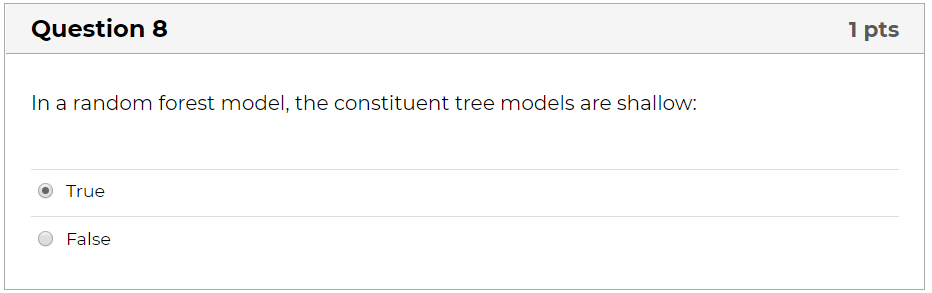 Question 8
1 pts
In a random forest model, the constituent tree models are shallow:
True
False